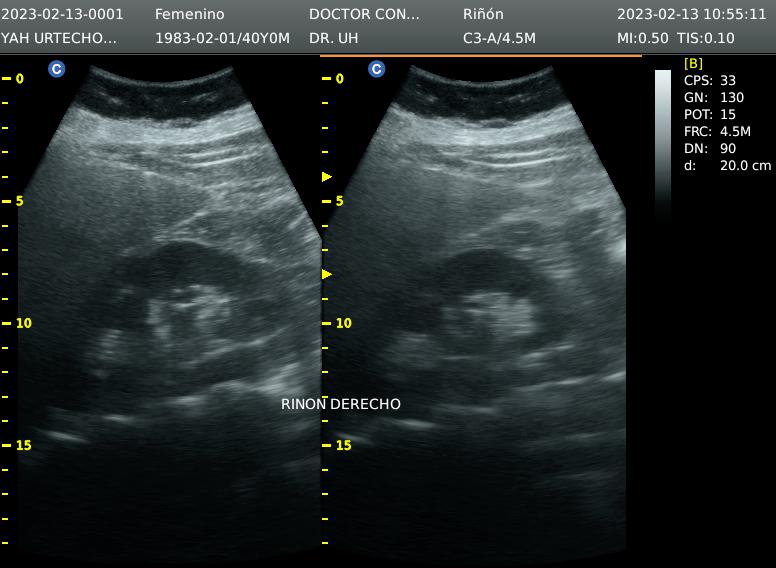 2023-02-13-0001 Femenino DOCTOR CON... Riñón 2023-02-13 10:55:11
YAH URTECHO... 1983-02-01/40Y0M DR. UH C3-A/4.5M MI:0.50 TIS:0.10
C C
[B]
CPS: 33
GN: 130
POT: 15
FRC: 4.5M
DN: 90
d: 20.0 cm
0 0
5 5
10 10
RINON DERECHO
15 15